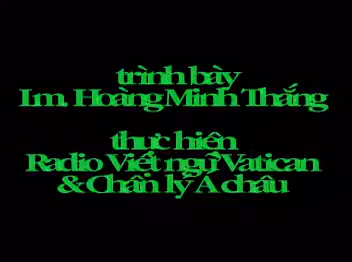 trình bày
Lm. Hoàng Minh Thắng
thực hiện
Radio Việt ngữ Vatican
& Chân lý Á châu